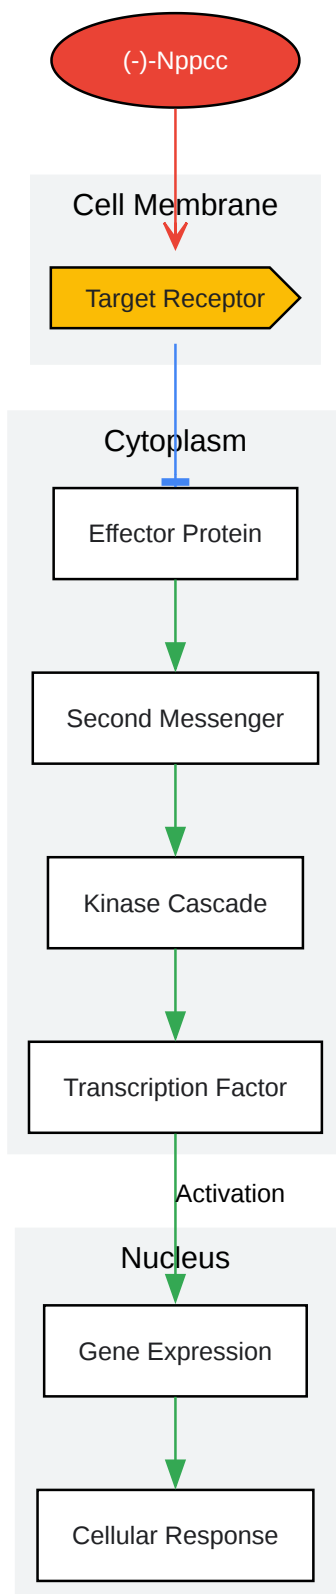 (-)-Nppcc
Cell Membrane
Target Receptor
Cytoplasm
Effector Protein
Second Messenger
Kinase Cascade
Transcription Factor
Activation
Nucleus
Gene Expression
Cellular Response